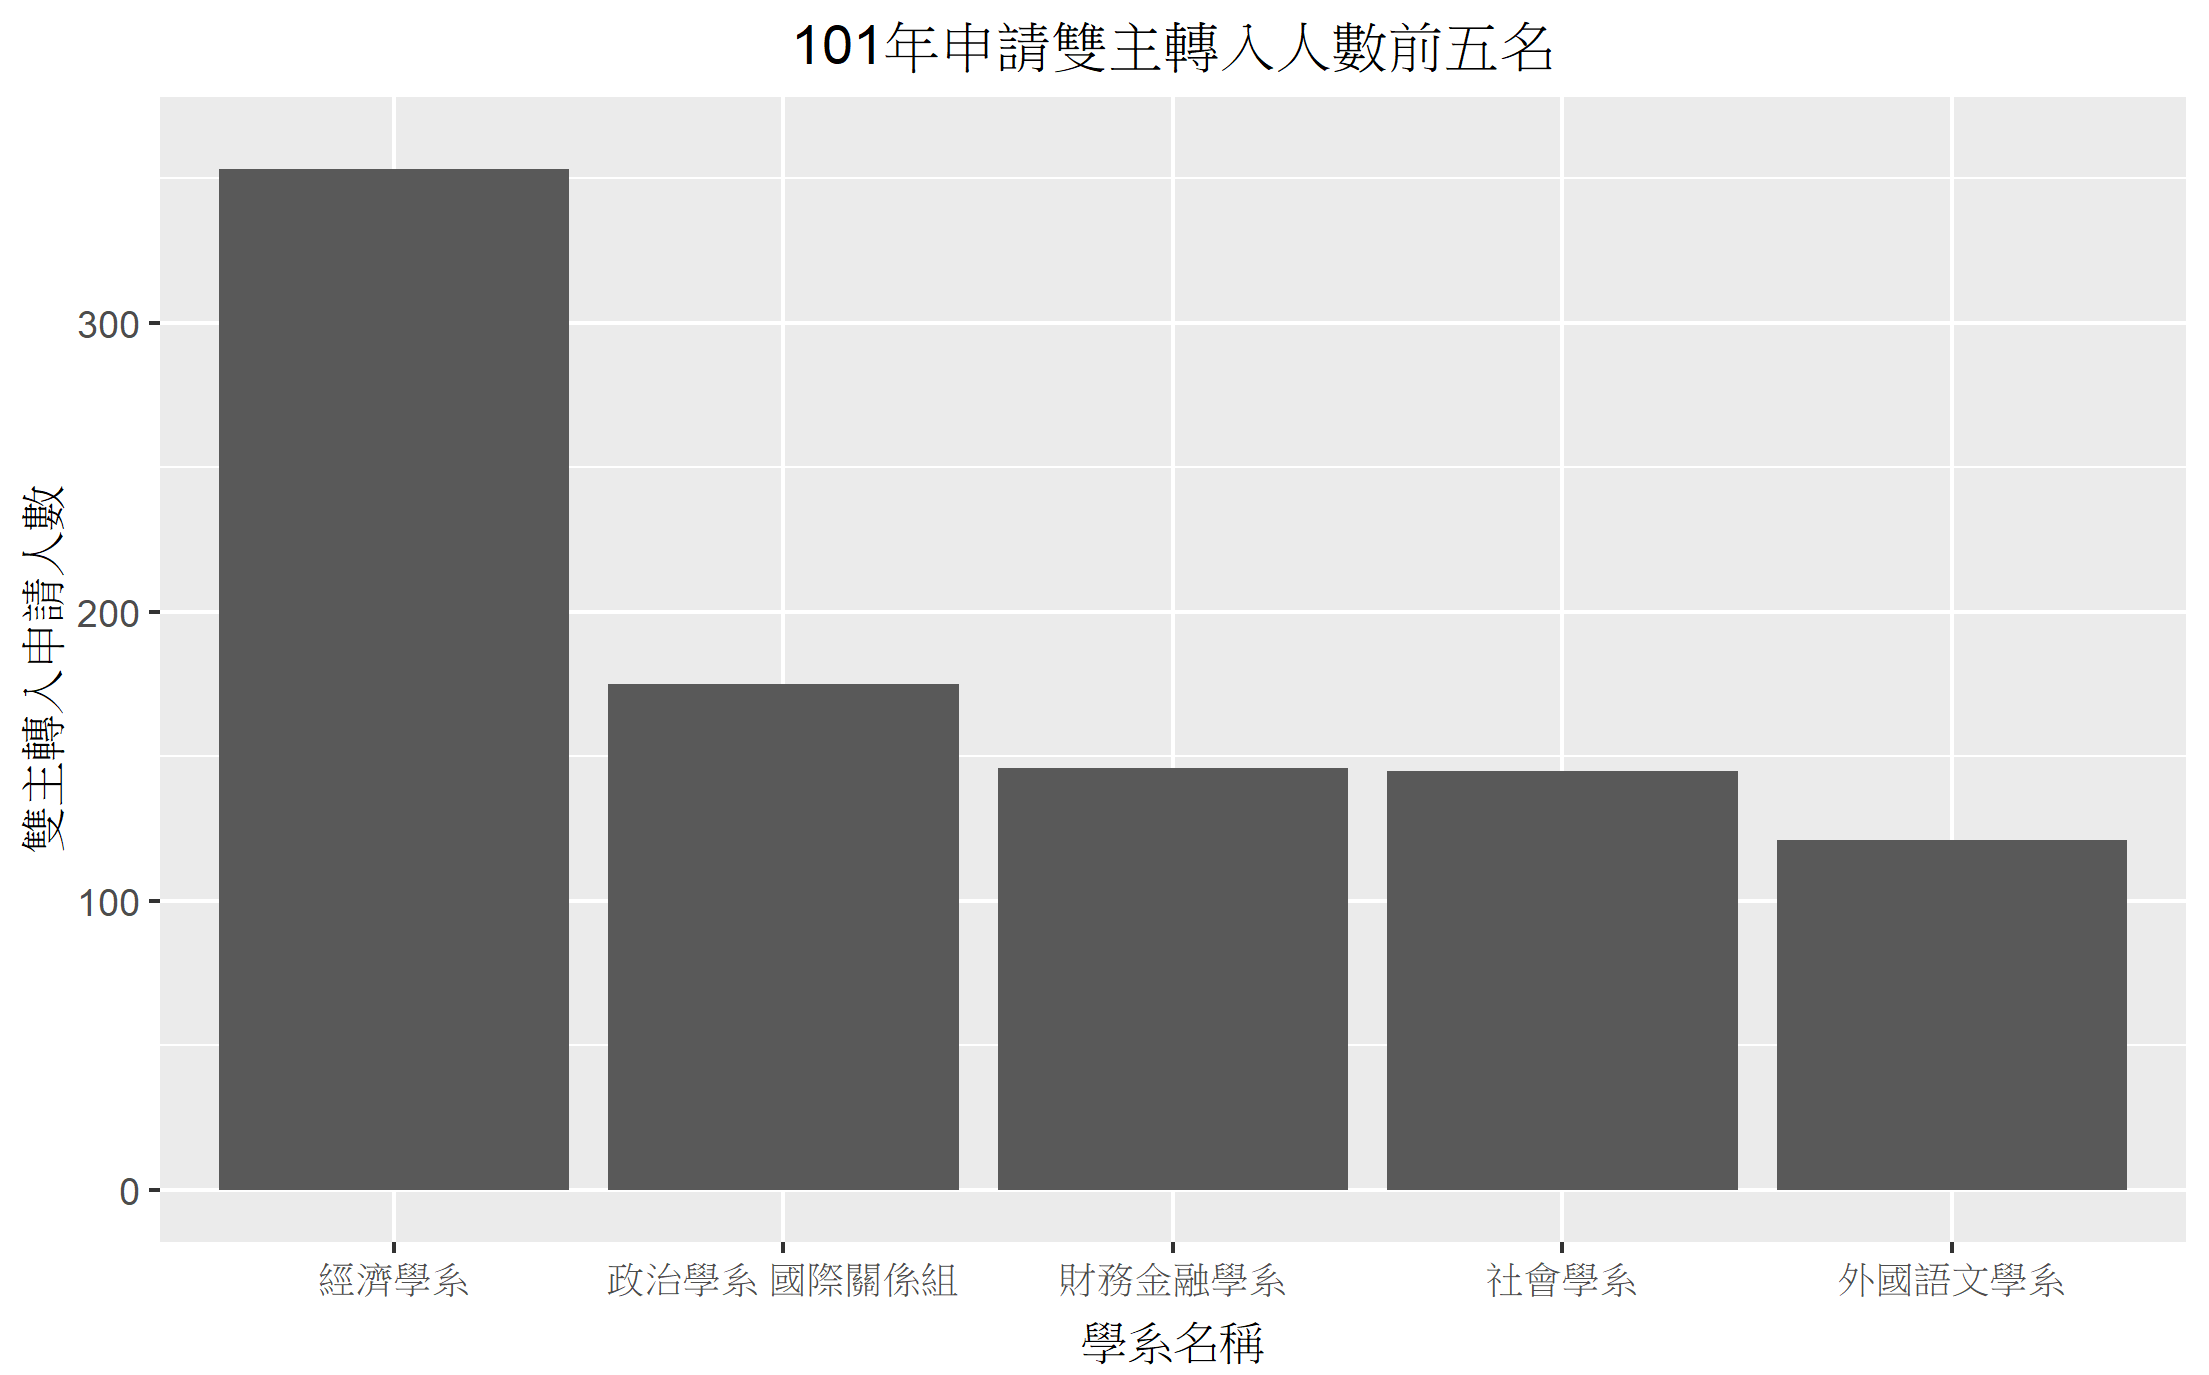 101年申請雙主轉入人數前五名
雙主轉入申請人數
300
200
100
0
經濟學系
政治學系 國際關係組
財務金融學系
社會學系
外國語文學系
學系名稱